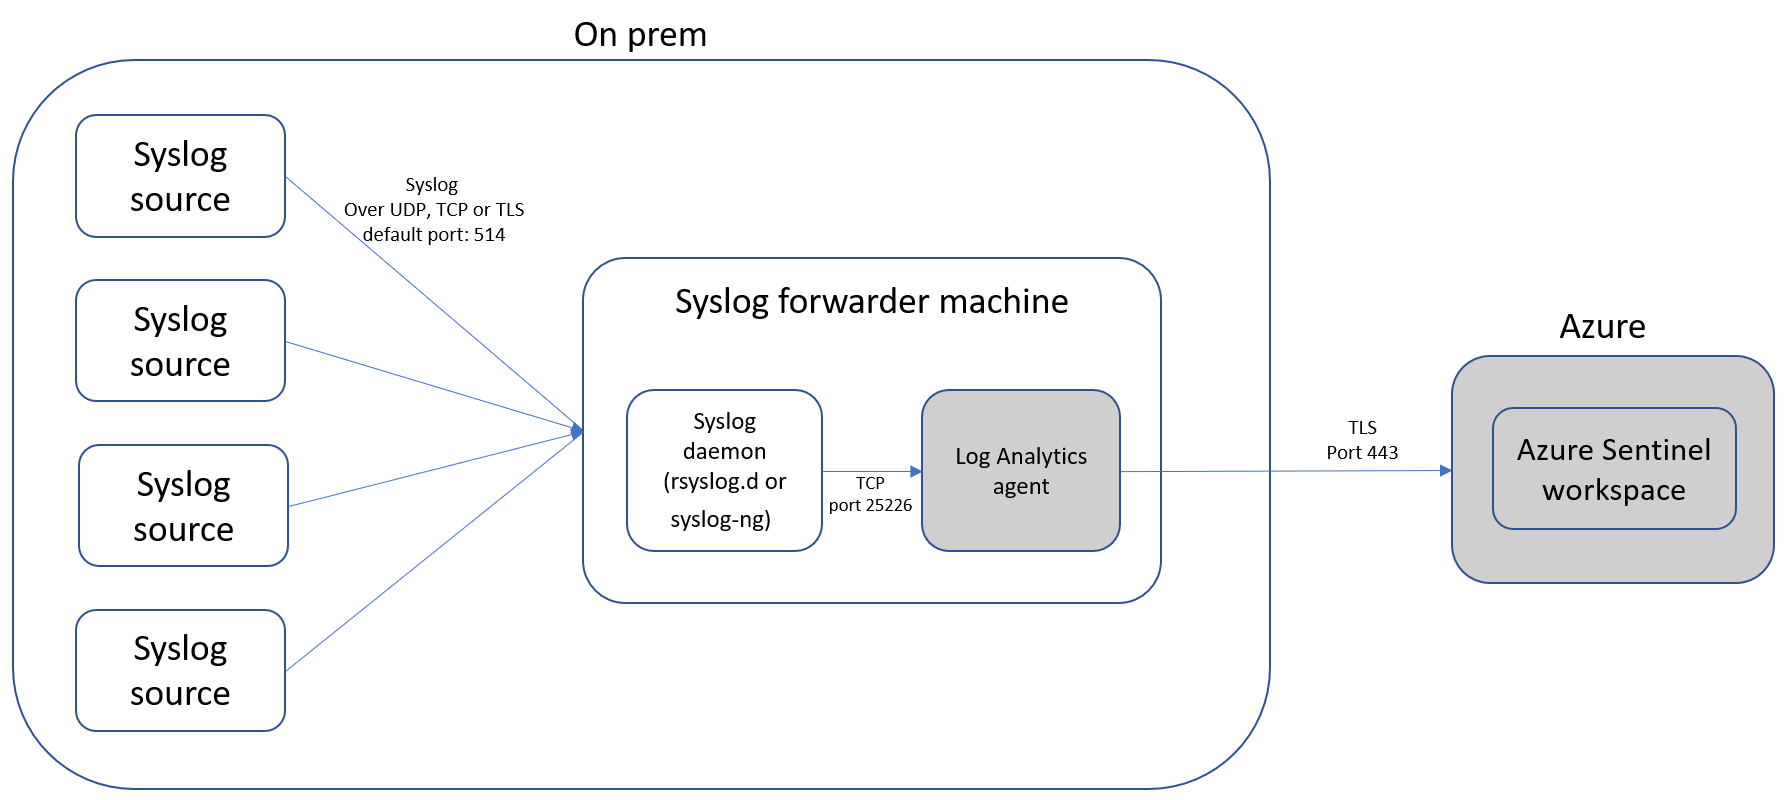 On prem
Syslog
source
Syslog
Over UDP, TCP or TLS
default port: 514
Syslog
source
Syslog
source
Syslog
source
Syslog forwarder machine
Syslog
daemon
(rsyslog.d or
syslog-ng)
TCP
port 25226
Log Analytics
agent
TLS
Port 443
Azure
Azure Sentinel
workspace